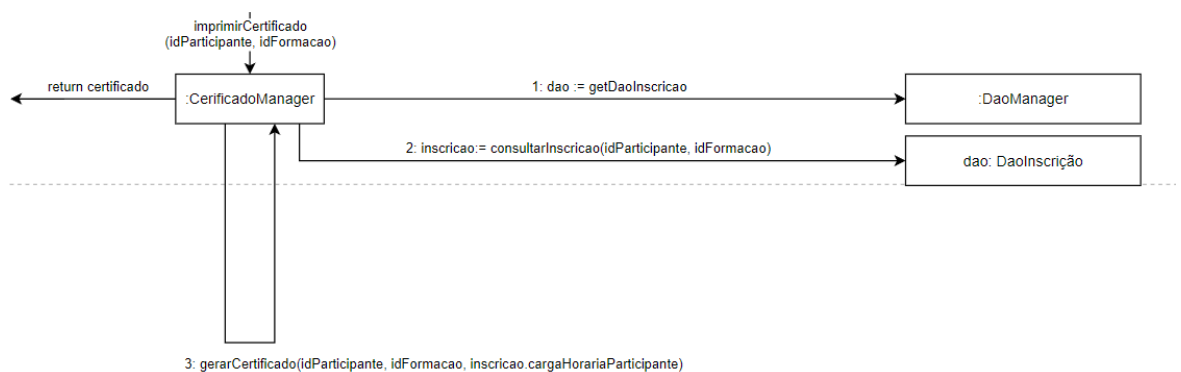 imprimirCertificado
(idParticipante, idFormacao)
return certificado
:CerificadoManager
1: dao := getDaoInscricao
:DaoManager
2: inscricao:= consultarInscricao(idParticipante, idFormacao)
dao: DaoInscrição
3: gerarCertificado(idParticipante, idFormacao, inscricao.cargaHorariaParticipante)